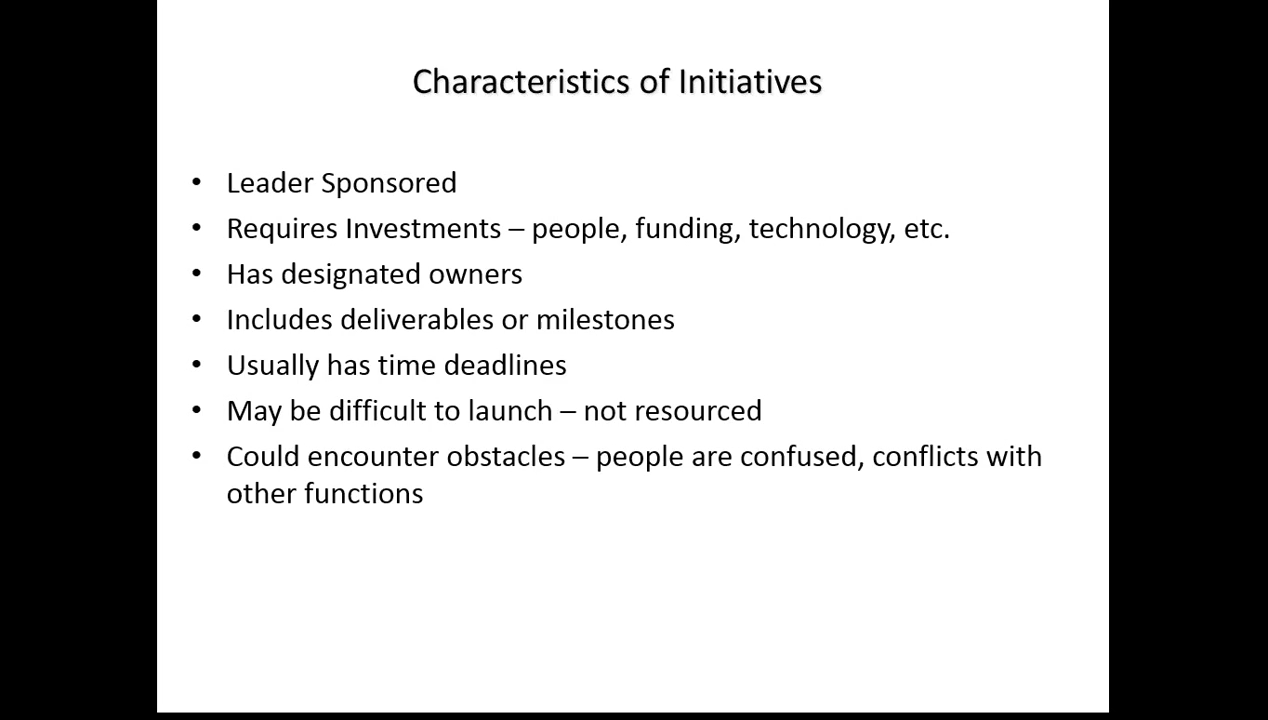 Characteristics of Initiatives
• Leader Sponsored
• Requires Investments – people, funding, technology, etc.
• Has designated owners
• Includes deliverables or milestones
• Usually has time deadlines
• May be difficult to launch – not resourced
• Could encounter obstacles – people are confused, conflicts with
other functions